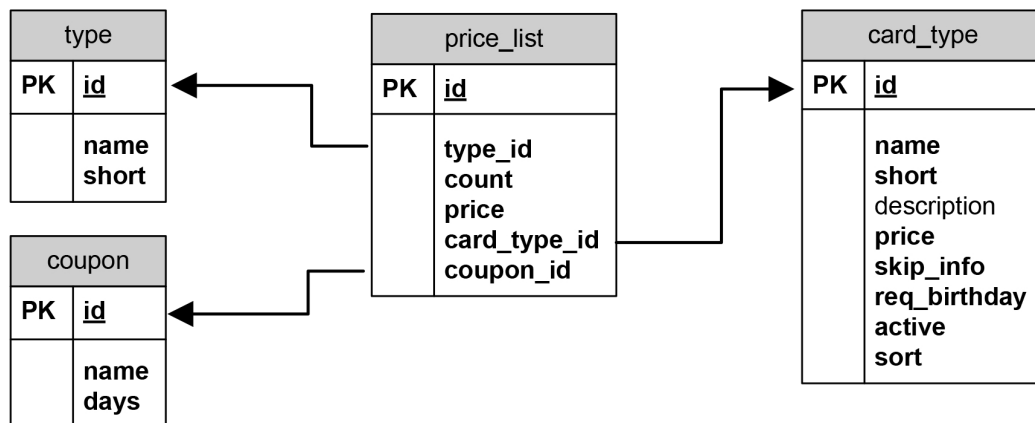 type
PK id
name
short
coupon
PK id
name
days
price_list
PK id
type_id
count
price
card_type_id
coupon_id
card_type
PK id
name
short
description
price
skip_info
req_birthday
active
sort